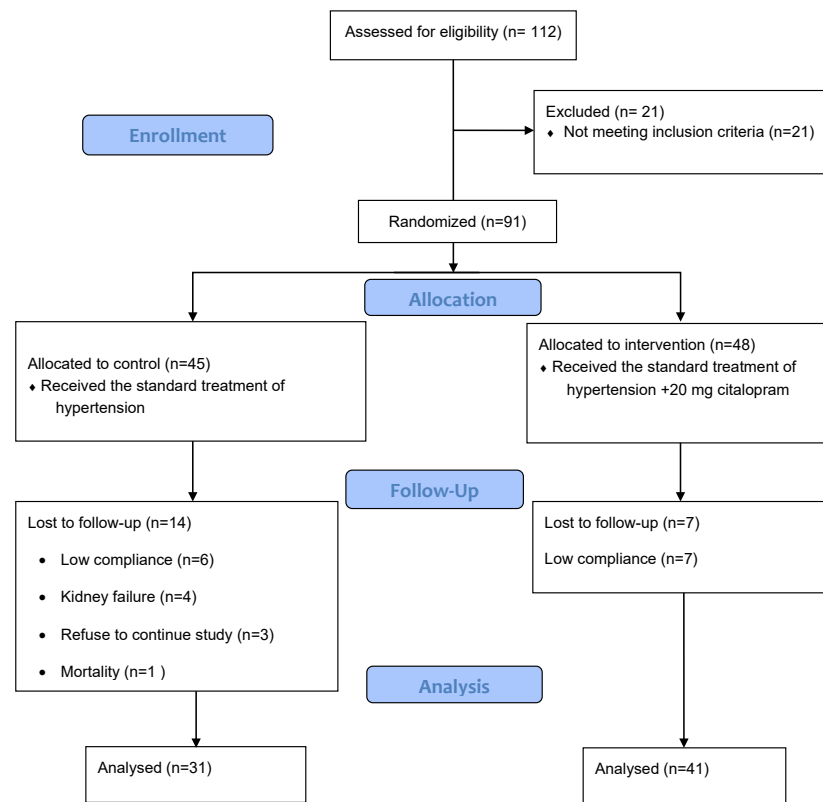 Assessed for eligibility (n= 112)
Excluded (n= 21)
♦ Not meeting inclusion criteria (n=21)
Enrollment
Randomized (n=91)
Allocation
Allocated to control (n=45)
♦ Received the standard treatment of
hypertension
Allocated to intervention (n=48)
♦ Received the standard treatment of
hypertension +20 mg citalopram
Follow-Up
Lost to follow-up (n=14)
• Low compliance (n=6)
• Kidney failure (n=4)
• Refuse to continue study (n=3)
• Mortality (n=1 )
Lost to follow-up (n=7)
Low compliance (n=7)
Analysis
Analysed (n=31)
Analysed (n=41)